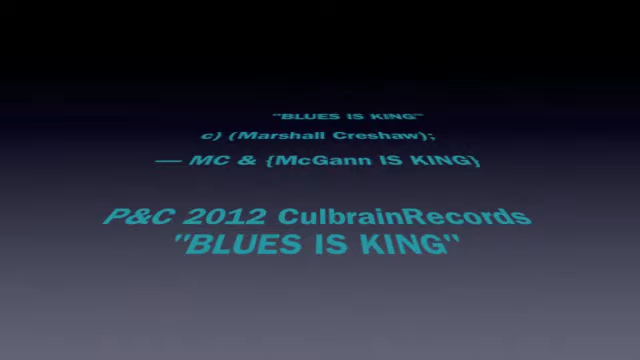 "BLUES IS KING"
c) (Marshall Creshaw);
— MC & {McGann IS KING}
P&C 2012 CulbrainRecords
"BLUES IS KING"